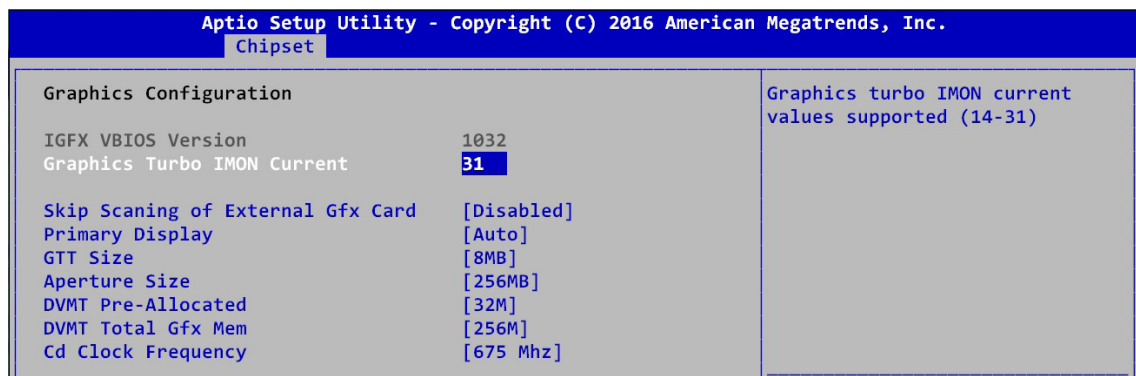 Aptio Setup Utility - Copyright (C) 2016 American Megatrends, Inc.
Chipset
Graphics Configuration
IGFX VBIOS Version 1032
Graphics Turbo IMON Current 31
Skip Scaning of External Gfx Card [Disabled]
Primary Display [Auto]
GTT Size [8MB]
Aperture Size [256MB]
DVMT Pre-Allocated [32M]
DVMT Total Gfx Mem [256M]
Cd Clock Frequency [675 Mhz]
Graphics turbo IMON current
values supported (14-31)